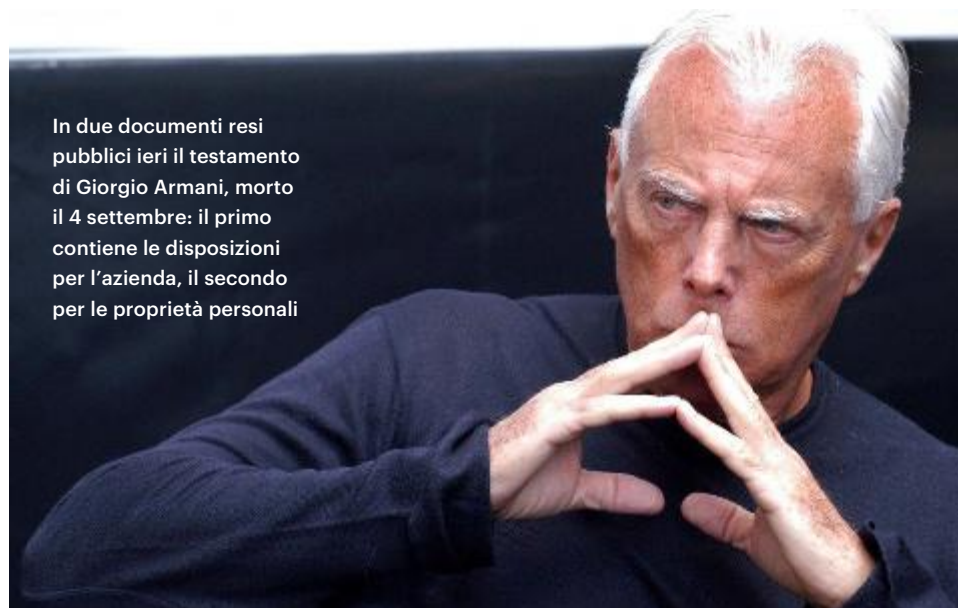 In due documenti resi
pubblici ieri il testamento
di Giorgio Armani, morto
il 4 settembre: il primo
contiene le disposizioni
per l’azienda, il secondo
per le proprietà personali